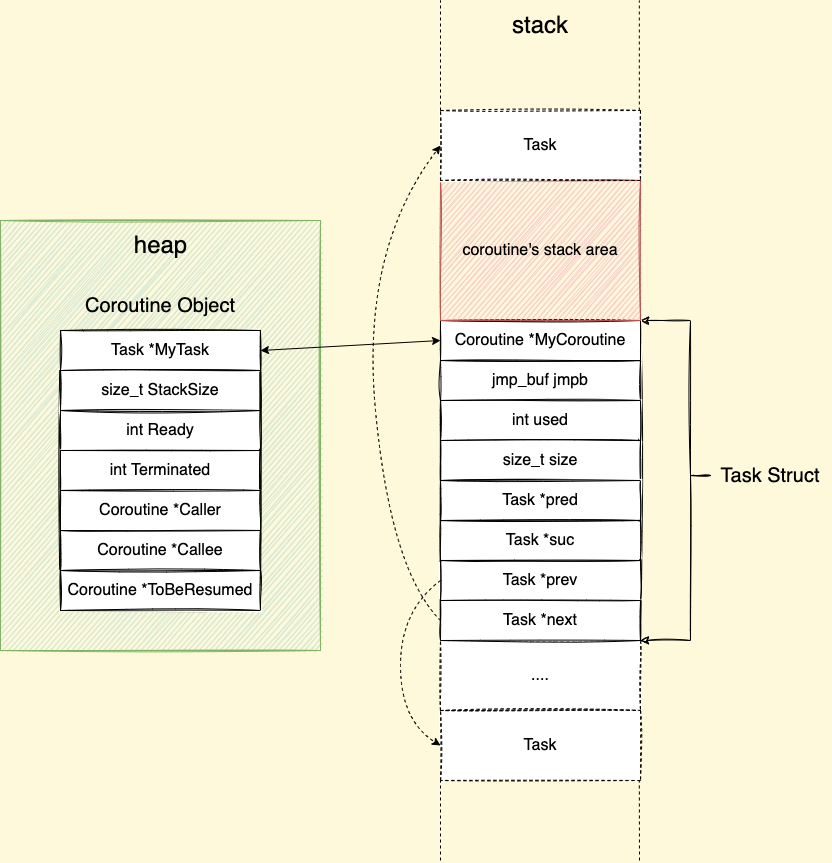 stack
Task
coroutine's stack area
heap
Coroutine Object
Task *MyTask
size_t StackSize
int Ready
int Terminated
Coroutine *Caller
Coroutine *Callee
Coroutine *ToBeResumed
Coroutine *MyCoroutine
jmp_buf jmpb
int used
size_t size
Task *pred
Task *suc
Task *prev
Task *next
Task Struct
....
Task